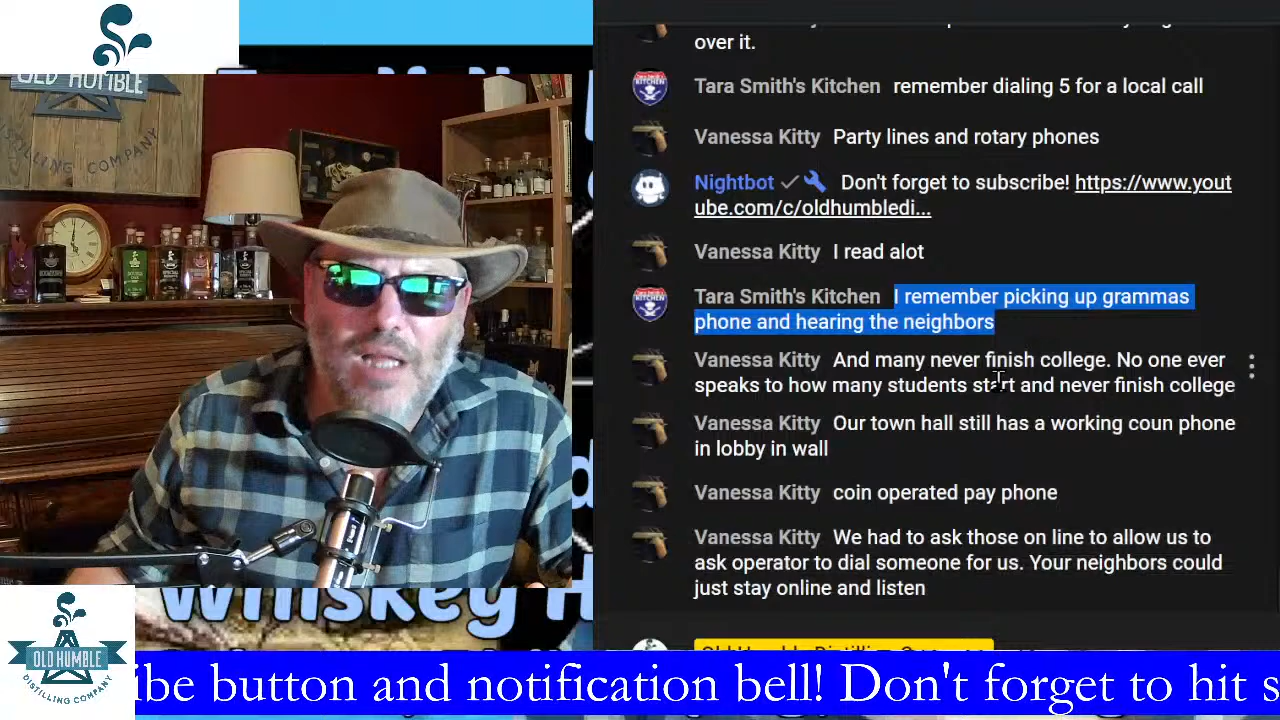 OLD HUMBLE
DISTILLING COMPANY
over it.
Tara Smith's Kitchen remember dialing 5 for a local call
Vanessa Kitty Party lines and rotary phones
Nightbot Don't forget to subscribe! https://www.yout
ube.com/c/oldhumbledi...
Vanessa Kitty I read alot
Tara Smith's Kitchen I remember picking up grammas
phone and hearing the neighbors
Vanessa Kitty And many never finish college. No one ever
speaks to how many students start and never finish college
Vanessa Kitty Our town hall still has a working coun phone
in lobby in wall
Vanessa Kitty coin operated pay phone
Vanessa Kitty We had to ask those on line to allow us to
ask operator to dial someone for us. Your neighbors could
just stay online and listen
Whiskey H
OLD HUMBLE
DISTILLING COMPANY
ibe button and notification bell! Don't forget to hit s